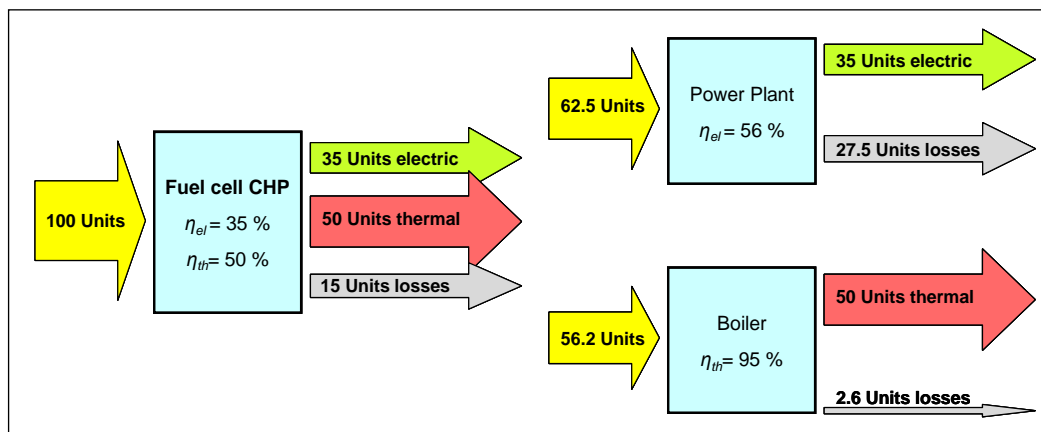 100 Units
Fuel cell CHP
ηel = 35 %
ηth = 50 %
35 Units electric
50 Units thermal
15 Units losses
62.5 Units
Power Plant
ηel = 56 %
35 Units electric
27.5 Units losses
56.2 Units
Boiler
ηth= 95 %
50 Units thermal
2.6 Units losses